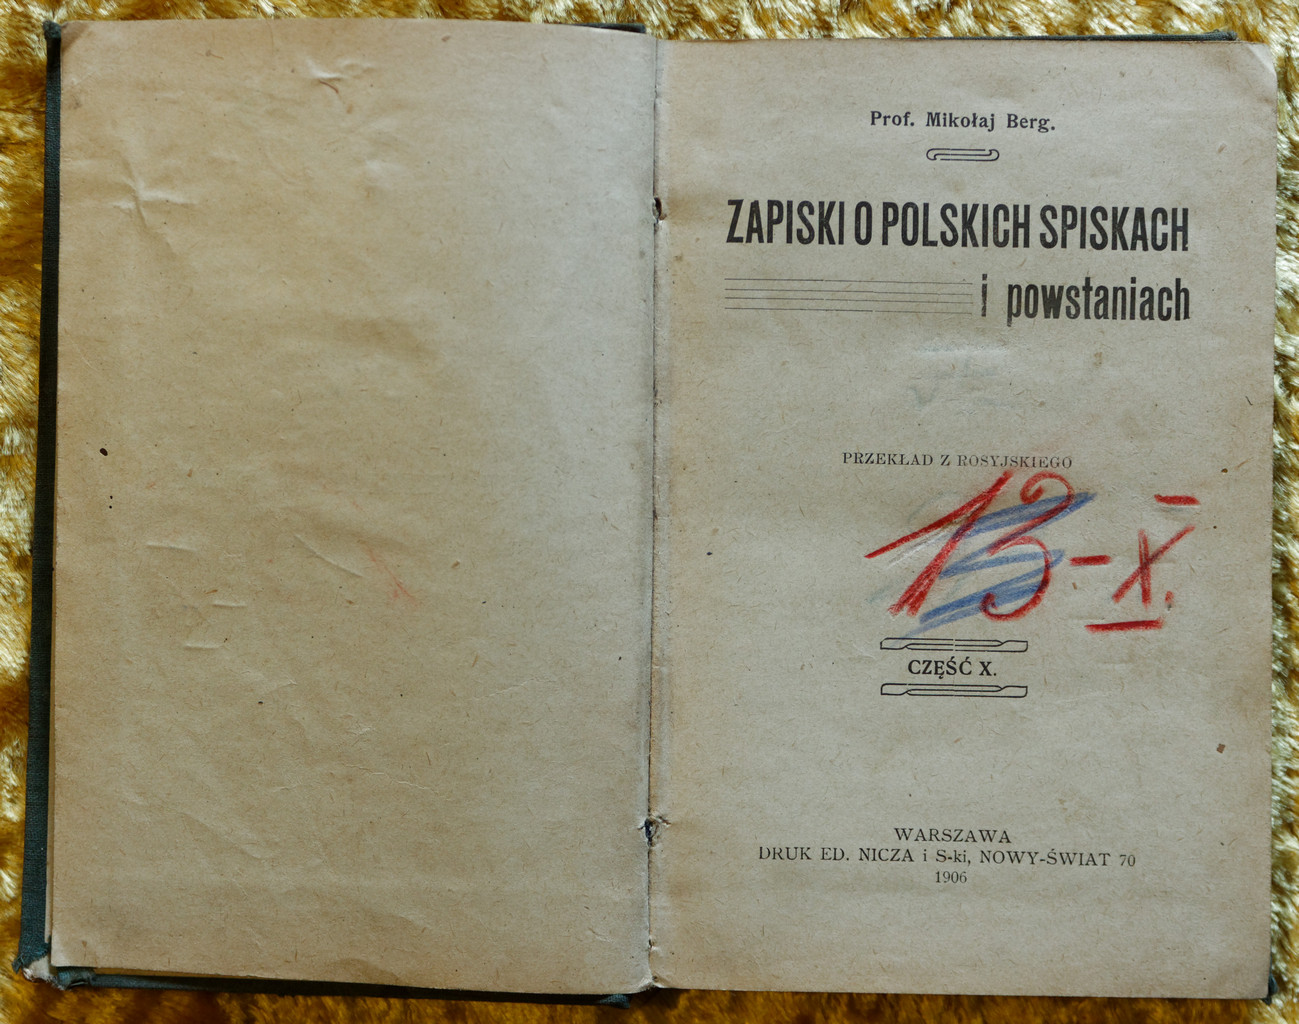 Prof. Mikołaj Berg.
ZAPISKI O POLSKICH SPISKACH
i powstaniach
PRZEKŁAD Z ROSYJSKIEGO
13-X.
CZĘŚĆ X.
WARSZAWA
DRUK ED. NICZA i S-ki, NOWY-ŚWIAT 70
1906